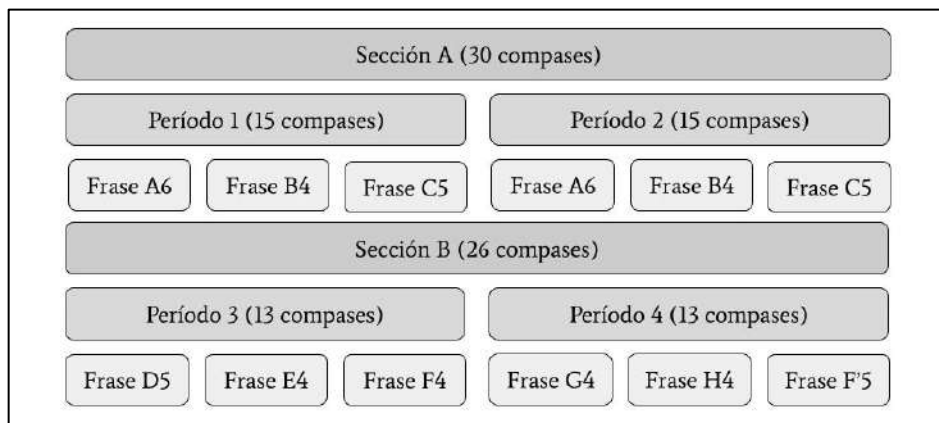 Sección A (30 compases)
Período 1 (15 compases) Período 2 (15 compases)
Frase A6 Frase B4 Frase C5 Frase A6 Frase B4 Frase C5
Sección B (26 compases)
Período 3 (13 compases) Período 4 (13 compases)
Frase D5 Frase E4 Frase F4 Frase G4 Frase H4 Frase F’5